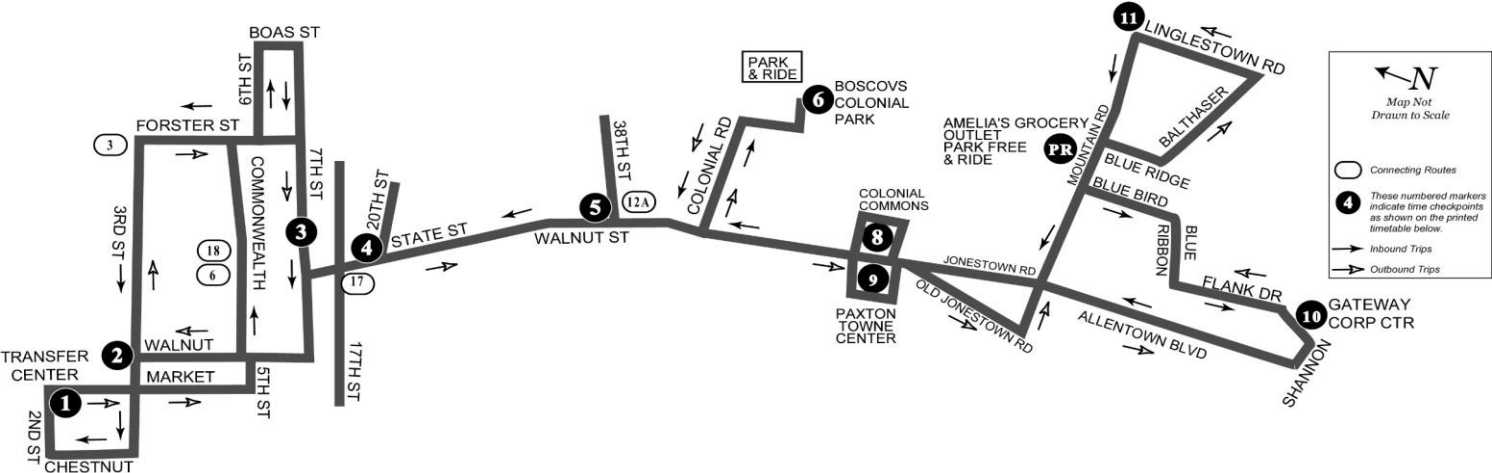 BOAS ST
6TH ST
FORSTER ST
3
3RD ST
COMMONWEALTH
7TH ST
3
18
6
WALNUT
2
TRANSFER
CENTER
MARKET
5TH ST
1
2ND ST
CHESTNUT
17TH ST
20TH ST
4
17
STATE ST
5
38TH ST
12A
WALNUT ST
PARK
& RIDE
6
BOSCOVS
COLONIAL
PARK
COLONIAL RD
COLONIAL
COMMONS
8
9
PAXTON
TOWNE
CENTER
JONESTOWN RD
OLD JONESTOWN RD
AMELIA'S GROCERY
OUTLET
PARK FREE
& RIDE
PR
MOUNTAIN RD
11
LINGLESTOWN RD
BALTHASER
BLUE RIDGE
BLUE BIRD
BLUE
RIBBON
FLANK DR
10
GATEWAY
CORP CTR
SHANNON
ALLENTOWN BLVD
N
Map Not
Drawn to Scale
Connecting Routes
4
These numbered markers
indicate time checkpoints
as shown on the printed
timetable below.
Inbound Trips
Outbound Trips